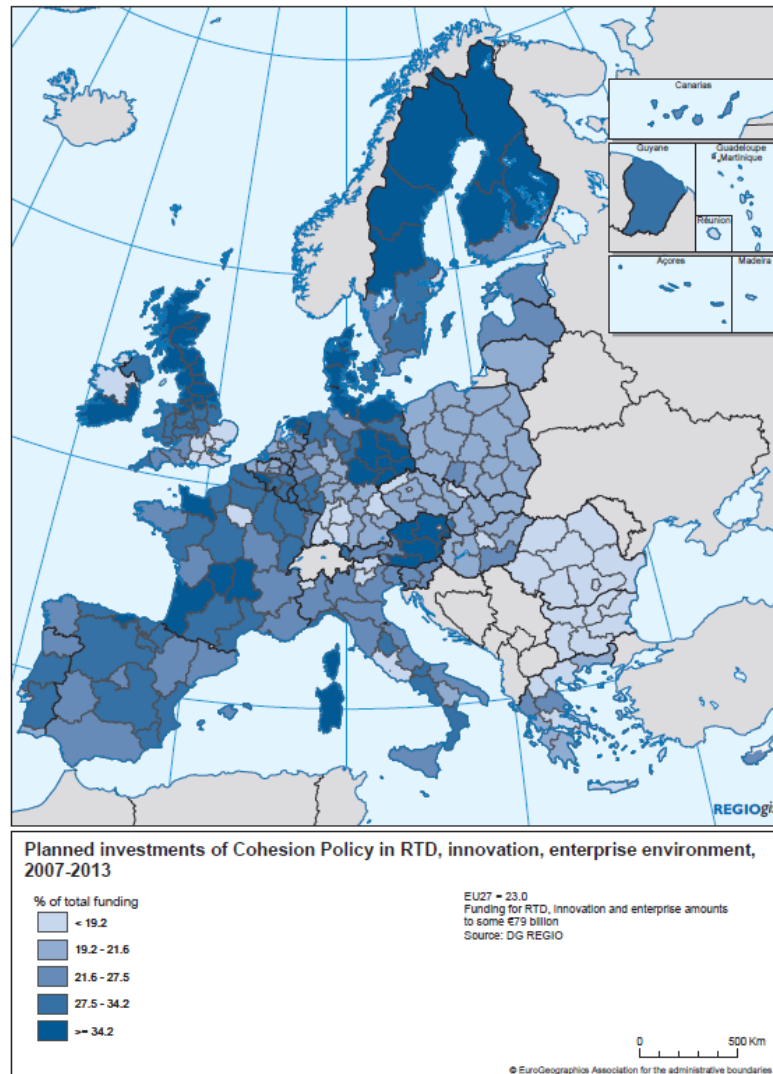 Canarias
Guyane
Guadeloupe
Martinique
Réunion
Açores
Madeira
REGIOgis
Planned investments of Cohesion Policy in RTD, innovation, enterprise environment,
2007-2013
% of total funding
< 19.2
19.2 - 21.6
21.6 - 27.5
27.5 - 34.2
>= 34.2
EU27 = 23.0
Funding for RTD, innovation and enterprise amounts
to some €79 billion
Source: DG REGIO
0
500 Km
© EuroGeographics Association for the administrative boundaries